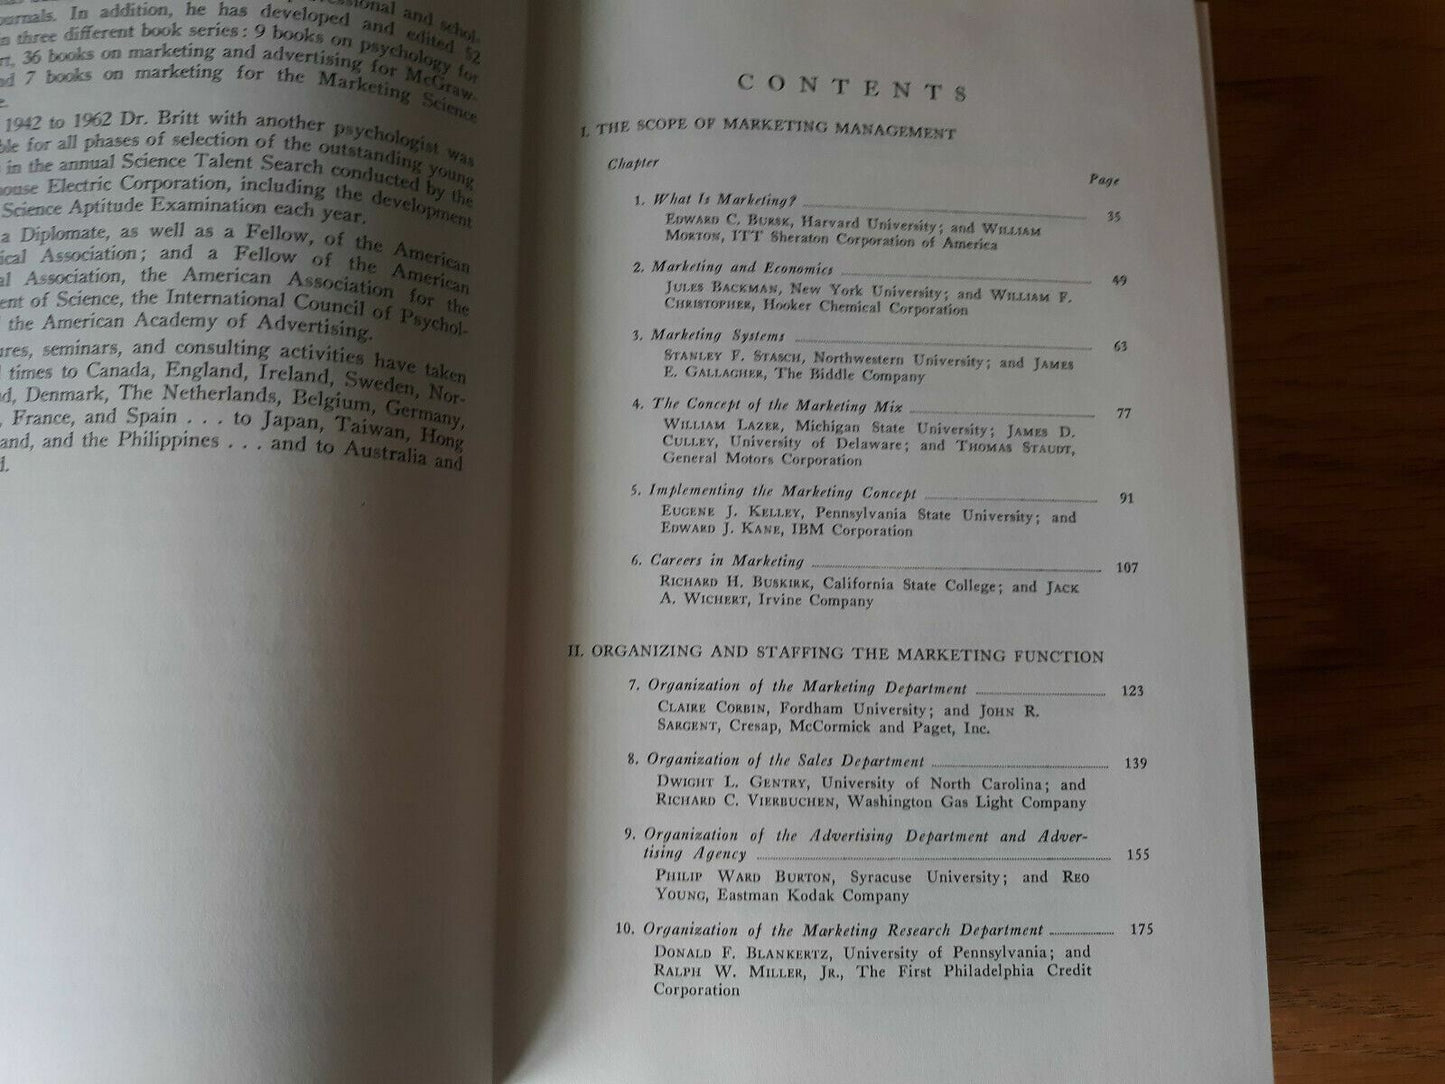 ssional and schol-
ournals. In addition, he has developed and edited 52
n three different book series: 9 books on psychology for
rt, 36 books on marketing and advertising for McGraw-
nd 7 books on marketing for the Marketing Science
e.
1942 to 1962 Dr. Britt with another psychologist was
ble for all phases of selection of the outstanding young
in the annual Science Talent Search conducted by the
house Electric Corporation, including the development
Science Aptitude Examination each year.
a Diplomate, as well as a Fellow, of the American
ical Association; and a Fellow of the American
al Association, the American Association for the
ent of Science, the International Council of Psychol-
the American Academy of Advertising.
ures, seminars, and consulting activities have taken
times to Canada, England, Ireland, Sweden, Nor-
d, Denmark, The Netherlands, Belgium, Germany,
, France, and Spain . . . to Japan, Taiwan, Hong
and, and the Philippines . . . and to Australia and
d.
CONTENTS
I. THE SCOPE OF MARKETING MANAGEMENT
Chapter
Page
1. What Is Marketing? 35
EDWARD C. BURSK, Harvard University; and WILLIAM
MORTON, ITT Sheraton Corporation of America
2. Marketing and Economics 49
JULES BACKMAN, New York University; and WILLIAM F.
CHRISTOPHER, Hooker Chemical Corporation
3. Marketing Systems 63
STANLEY F. STASCH, Northwestern University; and JAMES
E. GALLAGHER, The Biddle Company
4. The Concept of the Marketing Mix 77
WILLIAM LAZER, Michigan State University; JAMES D.
CULLEY, University of Delaware; and THOMAS STAUDT,
General Motors Corporation
5. Implementing the Marketing Concept 91
EUGENE J. KELLEY, Pennsylvania State University; and
EDWARD J. KANE, IBM Corporation
6. Careers in Marketing 107
RICHARD H. BUSKIRK, California State College; and JACK
A. WICHERT, Irvine Company
II. ORGANIZING AND STAFFING THE MARKETING FUNCTION
7. Organization of the Marketing Department 123
CLAIRE CORBIN, Fordham University; and JOHN R.
SARGENT, Cresap, McCormick and Paget, Inc.
8. Organization of the Sales Department 139
DWIGHT L. GENTRY, University of North Carolina; and
RICHARD C. VIERBUCHEN, Washington Gas Light Company
9. Organization of the Advertising Department and Adver-
tising Agency 155
PHILIP WARD BURTON, Syracuse University; and REO
YOUNG, Eastman Kodak Company
10. Organization of the Marketing Research Department 175
DONALD F. BLANKERTZ, University of Pennsylvania; and
RALPH W. MILLER, JR., The First Philadelphia Credit
Corporation